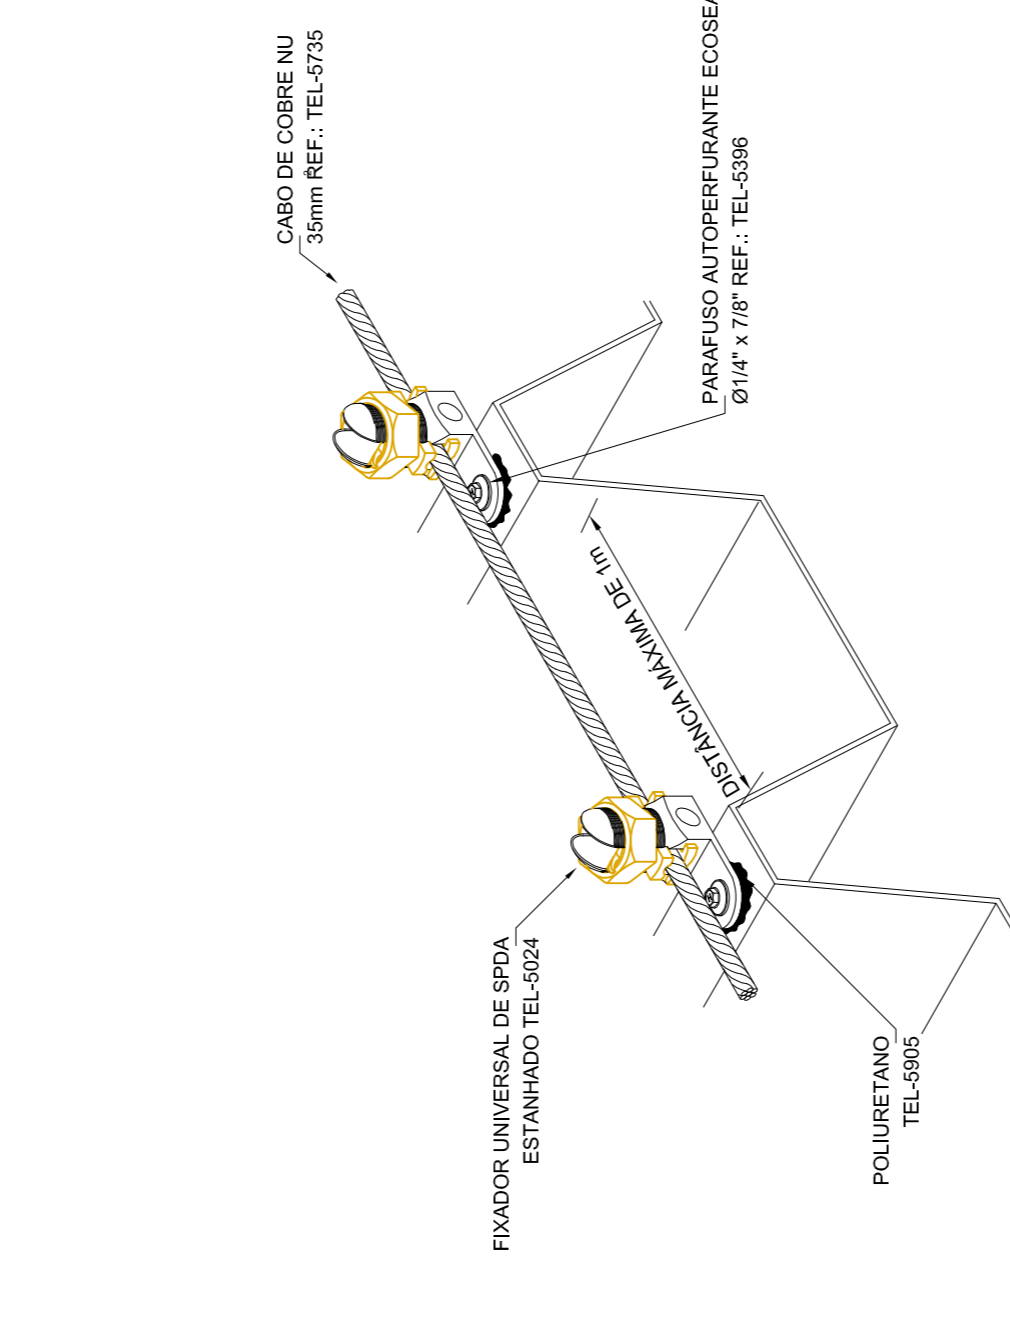 CABO DE COBRE NU
35mm² REF.: TEL-5735
PARAFUSO AUTOPERFURANTE
Ø1/4" x 7/8" REF.: TEL-5396
DISTÂNCIA MÁXIMA DE 1m
FIXADOR UNIVERSAL DE SPDA
ESTANHADO TEL-5024
POLIURETANO
TEL-5905